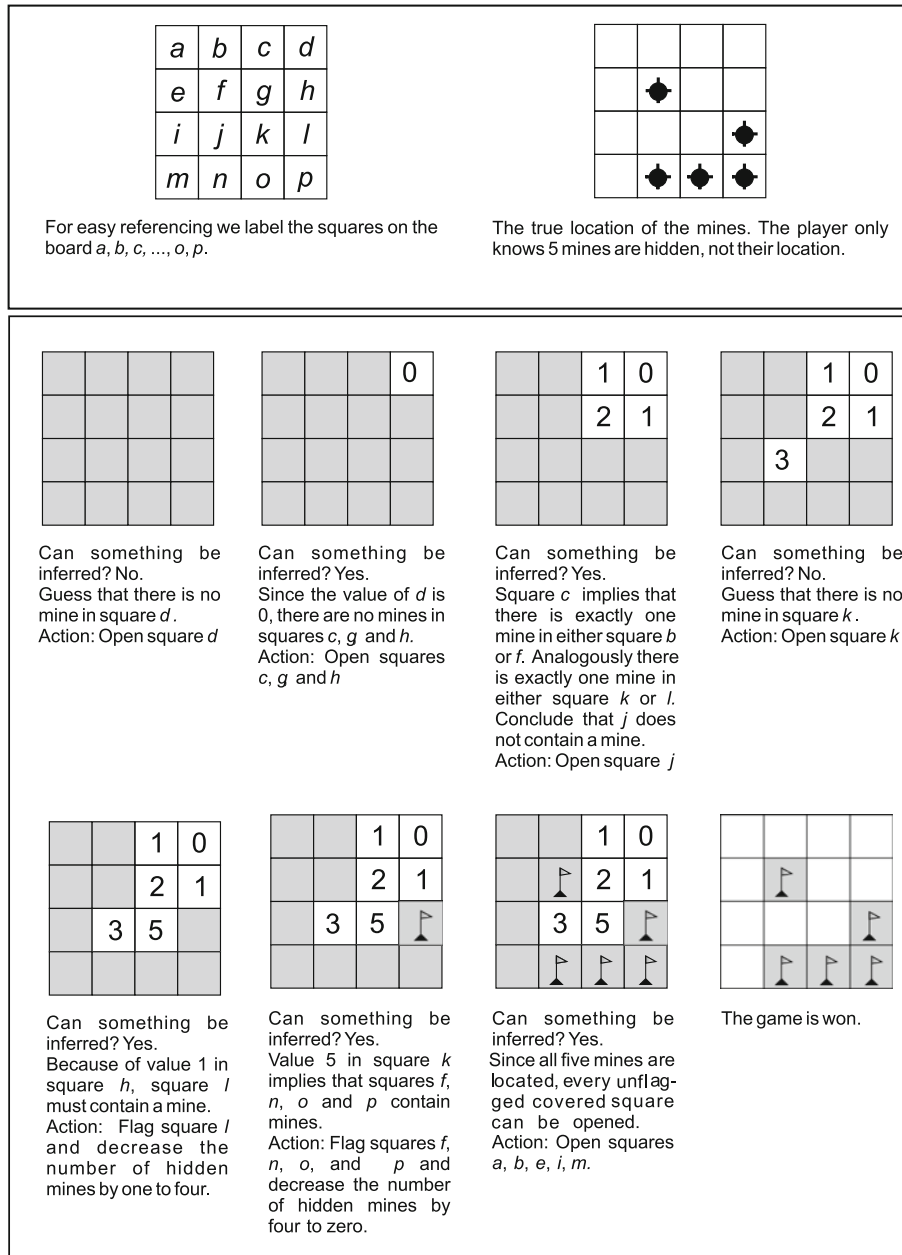 a b c d
e f g h
i j k l
m n o p
For easy referencing we label the squares on the
board a, b, c, ..., o, p.
The true location of the mines. The player only
knows 5 mines are hidden, not their location.
Can something be
inferred? No.
Guess that there is no
mine in square d .
Action: Open square d
0
Can something be
inferred? Yes.
Since the value of d is
0, there are no mines in
squares c, g and h.
Action: Open squares
c, g and h
1 0
2 1
Can something be
inferred? Yes.
Square c implies that
there is exactly one
mine in either square b
or f. Analogously there
is exactly one mine in
either square k or l.
Conclude that j does
not contain a mine.
Action: Open square j
1 0
2 1
3
Can something be
inferred? No.
Guess that there is no
mine in square k .
Action: Open square k
1 0
2 1
3 5
Can something be
inferred? Yes.
Because of value 1 in
square h, square l
must contain a mine.
Action: Flag square l
and decrease the
number of hidden
mines by one to four.
1 0
2 1
3 5
Can something be
inferred? Yes.
Value 5 in square k
implies that squares f,
n, o and p contain
mines.
Action: Flag squares f,
n, o, and p and
decrease the number
of hidden mines by
four to zero.
1 0
2 1
3 5
Can something be
inferred? Yes.
Since all five mines are
located, every unflag-
gged covered square
can be opened.
Action: Open squares
a, b, e, i, m.
The game is won.